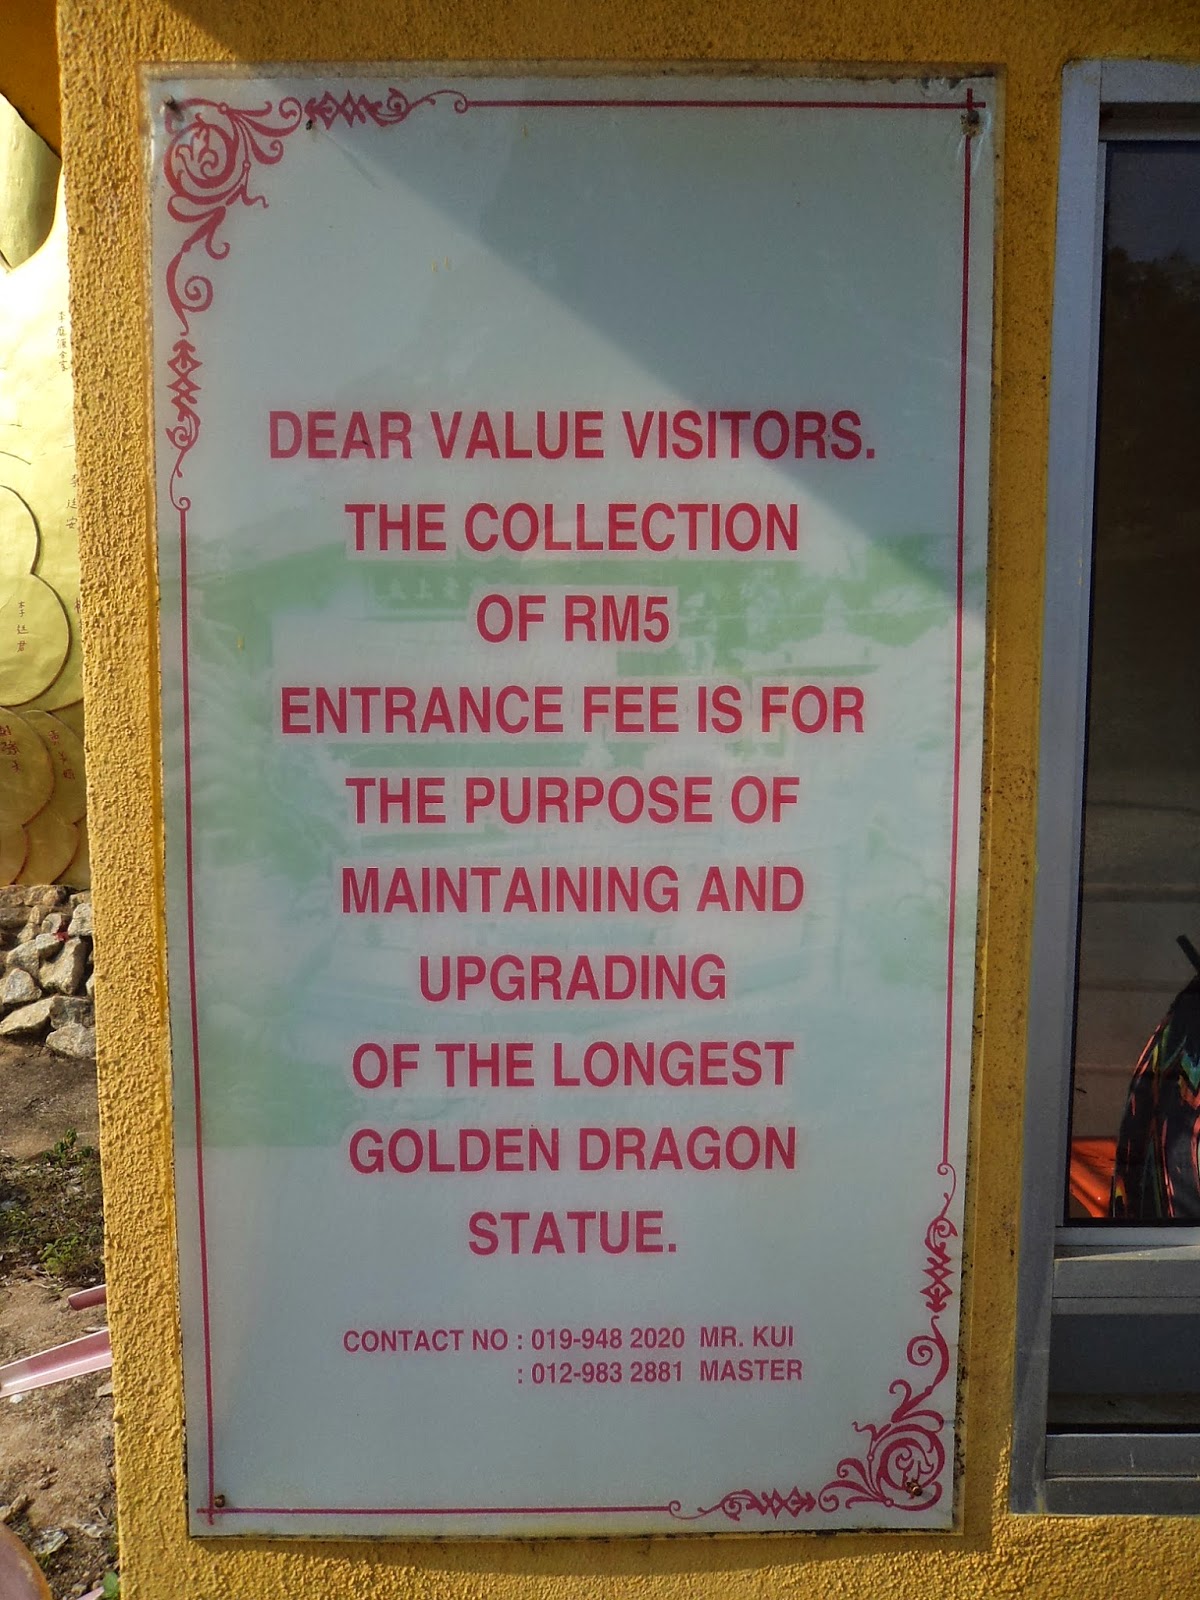 DEAR VALUE VISITORS.
THE COLLECTION
OF RM5
ENTRANCE FEE IS FOR
THE PURPOSE OF
MAINTAINING AND
UPGRADING
OF THE LONGEST
GOLDEN DRAGON
STATUE.
CONTACT NO : 019-948 2020 MR. KUI
: 012-983 2881 MASTER